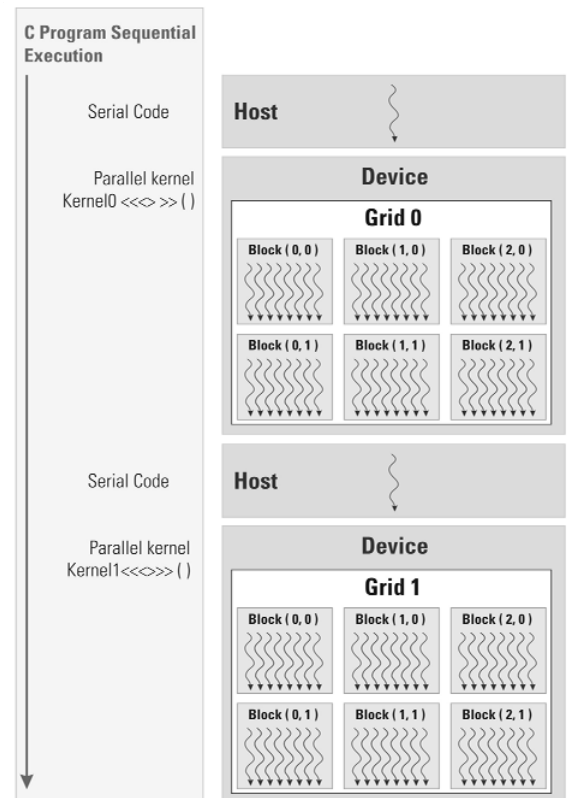 C Program Sequential
Execution
Serial Code
Host
Parallel kernel
Kernel0 <<<> >> ( )
Device
Grid 0
Block ( 0, 0 )
Block ( 1, 0 )
Block ( 2, 0 )
Block ( 0, 1 )
Block ( 1, 1 )
Block ( 2, 1 )
Serial Code
Host
Parallel kernel
Kernel1<<<>>> ( )
Device
Grid 1
Block ( 0, 0 )
Block ( 1, 0 )
Block ( 2, 0 )
Block ( 0, 1 )
Block ( 1, 1 )
Block ( 2, 1 )